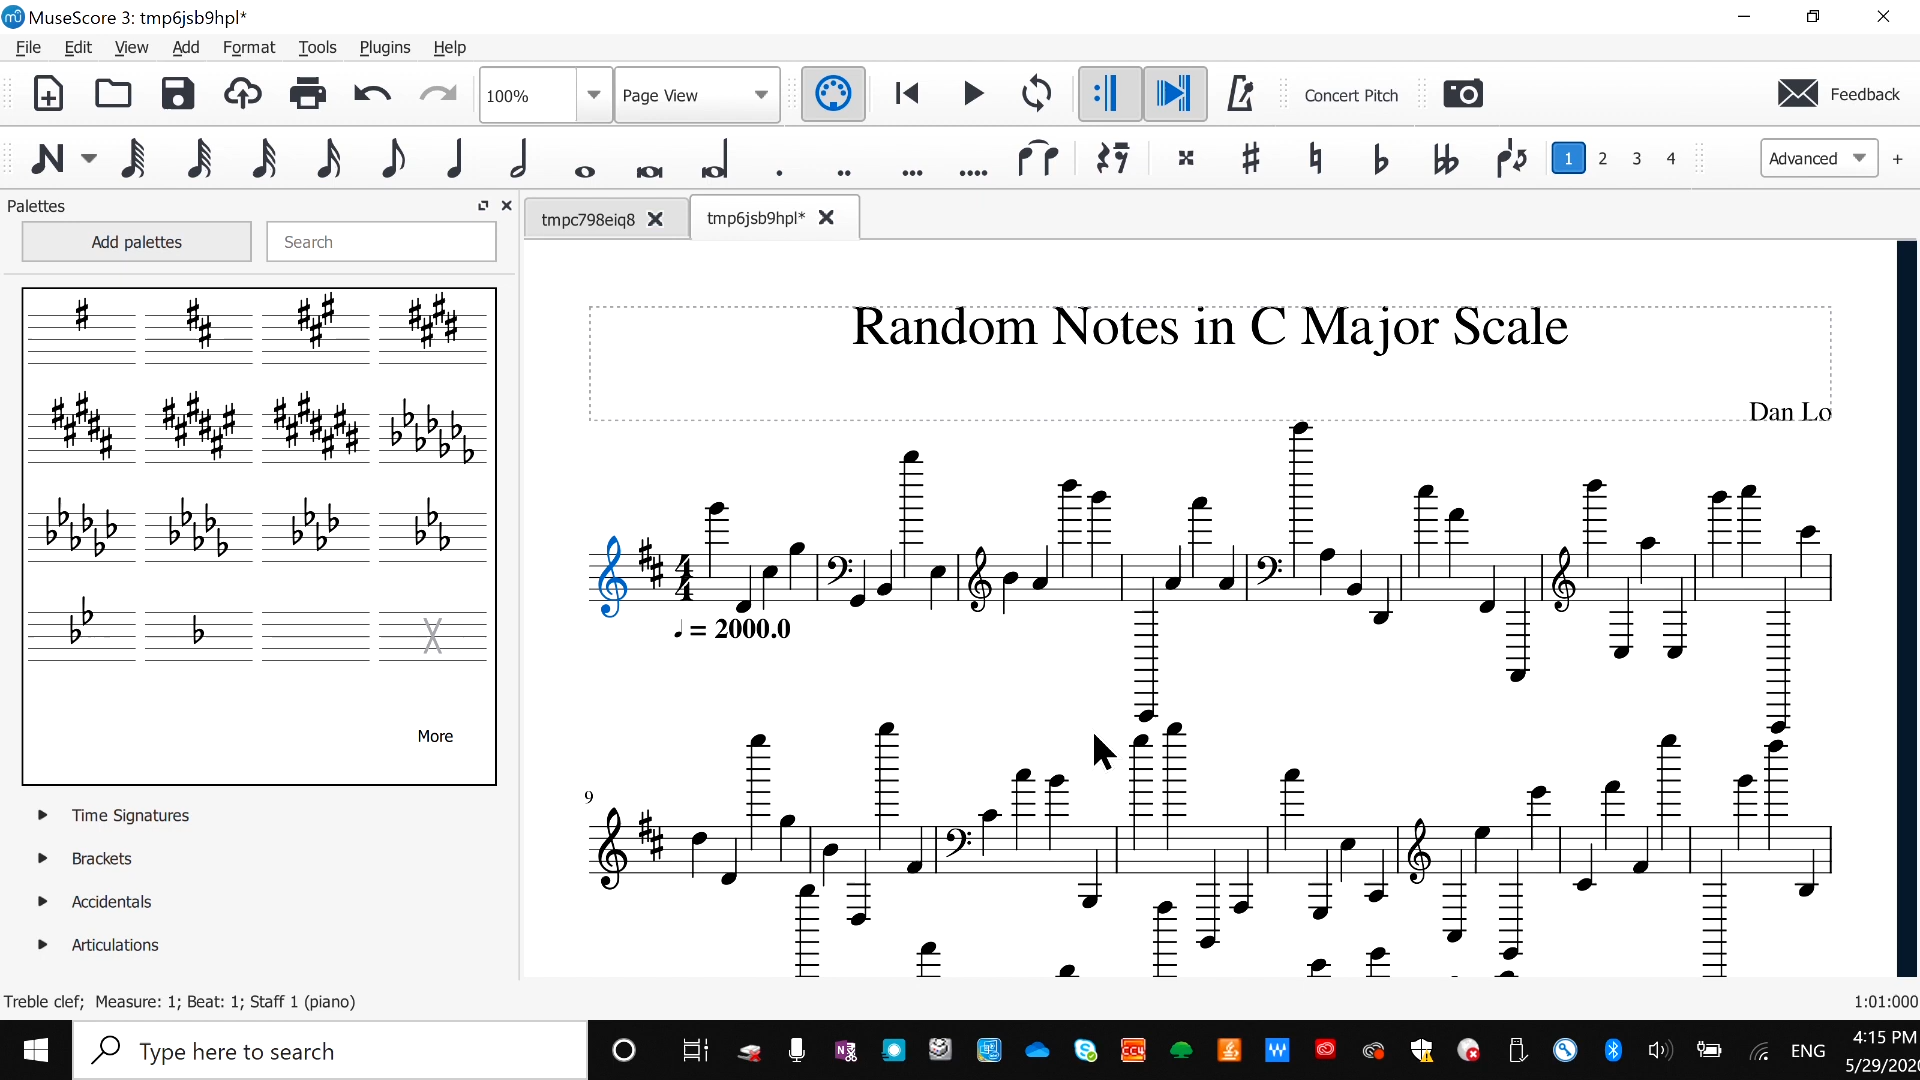 MuseScore 3: tmp6jsb9hpl*
File Edit View Add Format Tools Plugins Help
100% Page View Concert Pitch Feedback
1 2 3 4 Advanced +
Palettes
Add palettes Search
tmpc798eiq8 tmp6jsb9hpl*
Random Notes in C Major Scale
Dan Lo
= 2000.0
9
More
Time Signatures
Brackets
Accidentals
Articulations
Treble clef; Measure: 1; Beat: 1; Staff 1 (piano) 1:01:000
Type here to search
ENG
4:15 PM
5/29/202